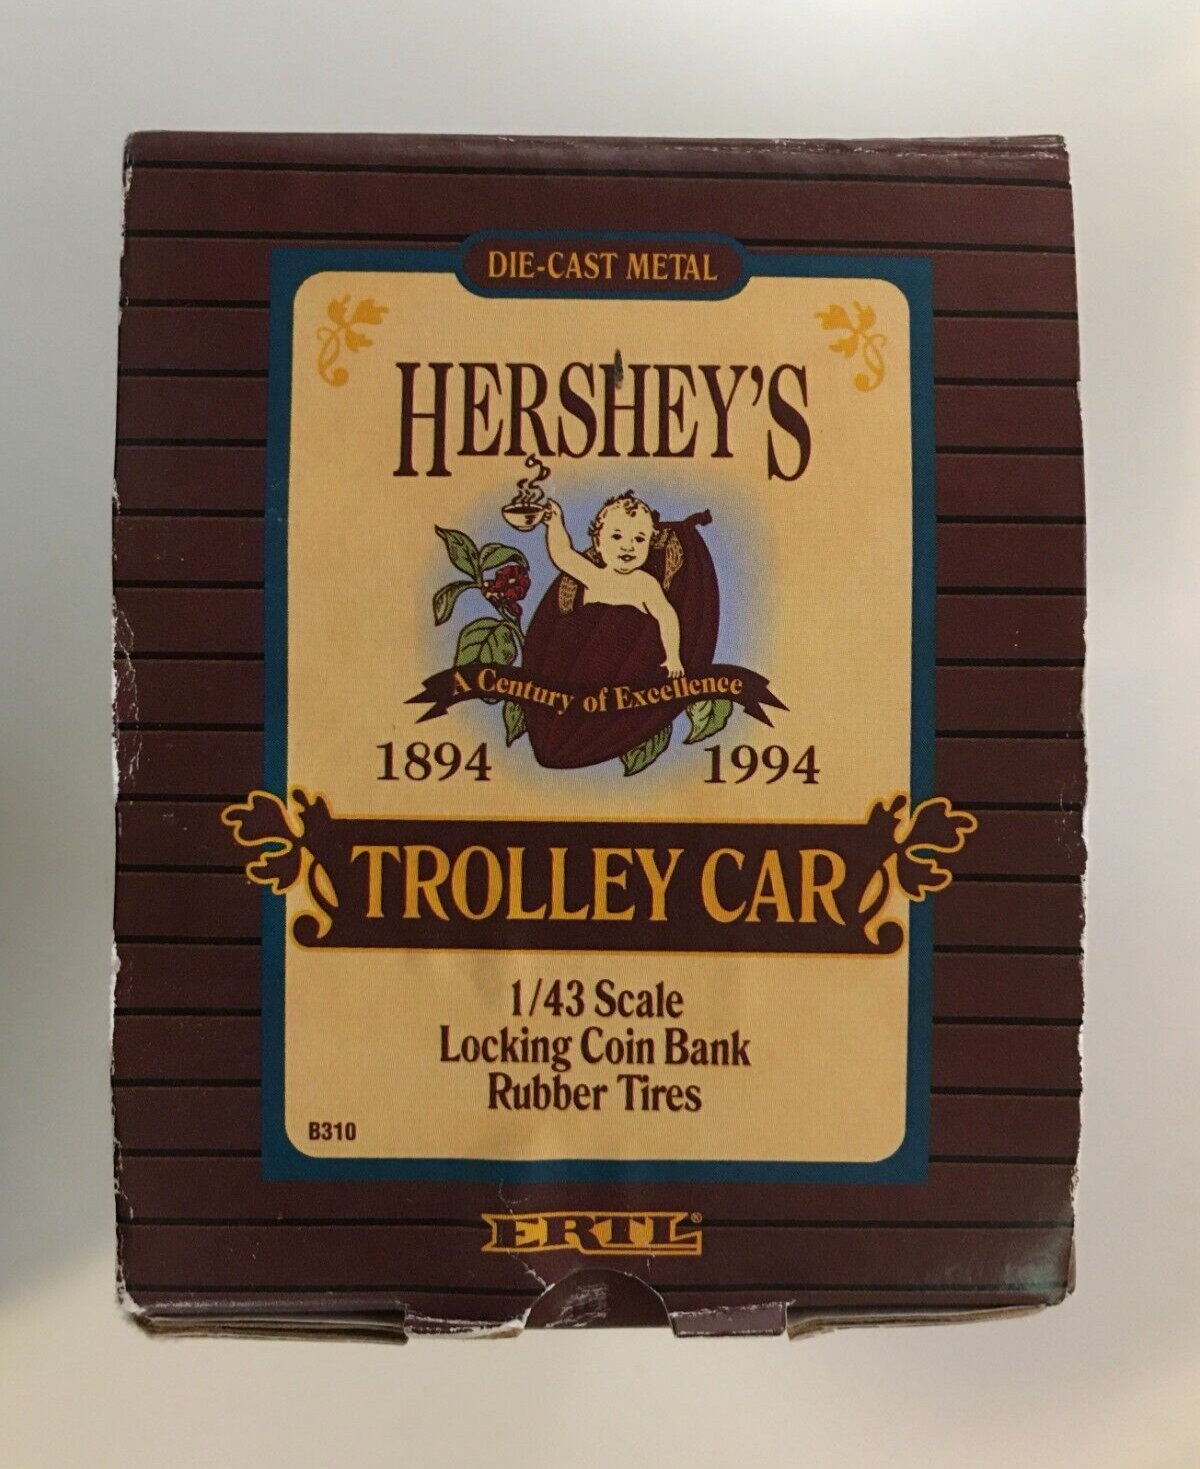 DIE-CAST METAL
HERSHEY'S
A Century of Excellence
1894 1994
TROLLEY CAR
1/43 Scale
Locking Coin Bank
Rubber Tires
B310
ERTL®